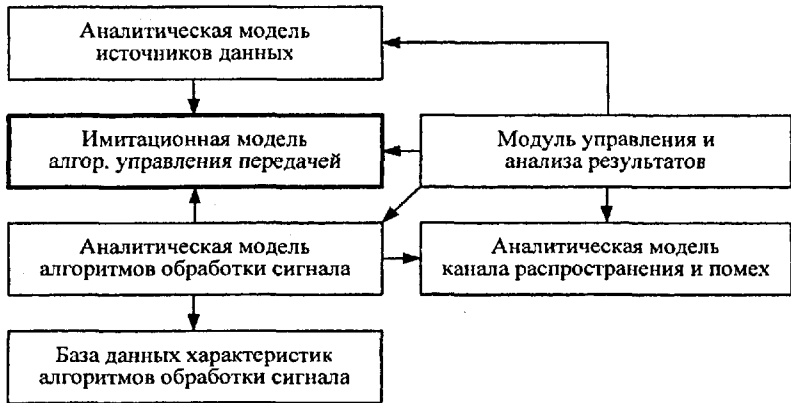 Аналитическая модель
источников данных
Имитационная модель
алгор. управления передачей
Модуль управления и
анализа результатов
Аналитическая модель
алгоритмов обработки сигнала
Аналитическая модель
канала распространения и помех
База данных характеристик
алгоритмов обработки сигнала